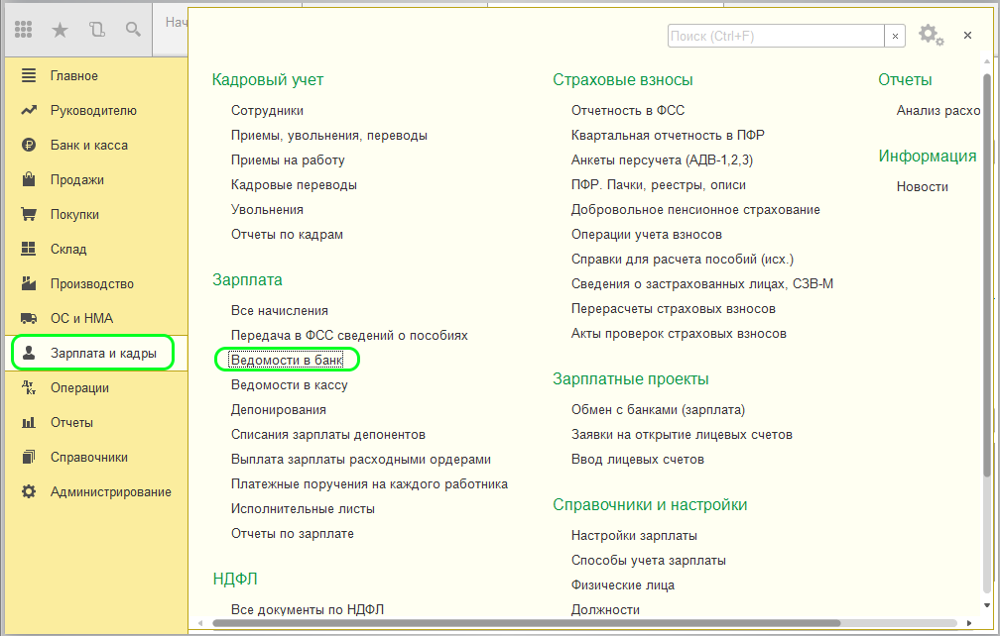 Нач
Поиск (Ctrl+F)
Главное
Руководителю
Банк и касса
Продажи
Покупки
Склад
Производство
ОС и НМА
Зарплата и кадры
Операции
Отчеты
Справочники
Администрирование
Кадровый учет
Сотрудники
Приемы, увольнения, переводы
Приемы на работу
Кадровые переводы
Увольнения
Отчеты по кадрам
Зарплата
Все начисления
Передача в ФСС сведений о пособиях
Ведомости в банк
Ведомости в кассу
Депонирования
Списания зарплаты депонентов
Выплата зарплаты расходными ордерами
Платежные поручения на каждого работника
Исполнительные листы
Отчеты по зарплате
НДФЛ
Все документы по НДФЛ
Страховые взносы
Отчетность в ФСС
Квартальная отчетность в ПФР
Анкеты персучета (АДВ-1,2,3)
ПФР. Пачки, реестры, описи
Добровольное пенсионное страхование
Операции учета взносов
Справки для расчета пособий (исх.)
Сведения о застрахованных лицах, СЗВ-М
Перерасчеты страховых взносов
Акты проверок страховых взносов
Зарплатные проекты
Обмен с банками (зарплата)
Заявки на открытие лицевых счетов
Ввод лицевых счетов
Справочники и настройки
Настройки зарплаты
Способы учета зарплаты
Физические лица
Должности
Отчеты
Анализ расхо
Информация
Новости